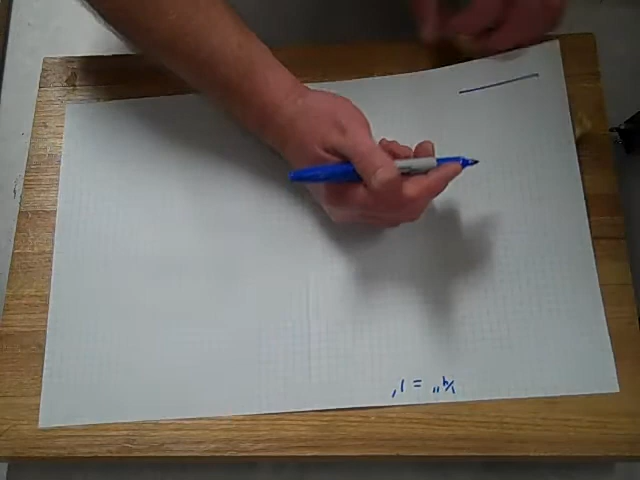 1/4" = 1'